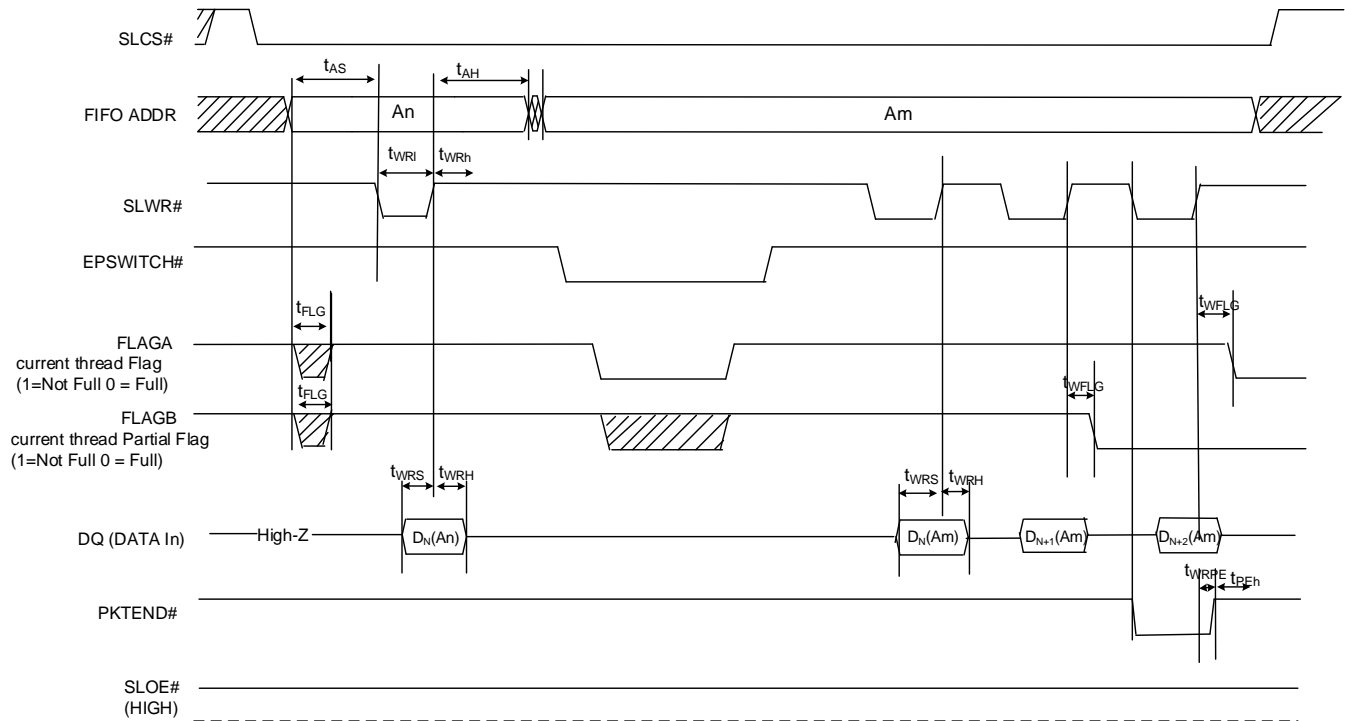 SLCS#
tAS
tAH
FIFO ADDR
An
Am
tWRl
tWRh
SLWR#
EPSWITCH#
tFLG
tWFLG
FLAGA
current thread Flag
(1=Not Full 0 = Full)
tFLG
tWFLG
FLAGB
current thread Partial Flag
(1=Not Full 0 = Full)
tWRS
tWRH
tWRS
tWRH
DQ (DATA In)
High-Z
DN(An)
DN(Am)
DN+1(Am)
DN+2(Am)
tWRPE
tPEh
PKTEND#
SLOE#
(HIGH)